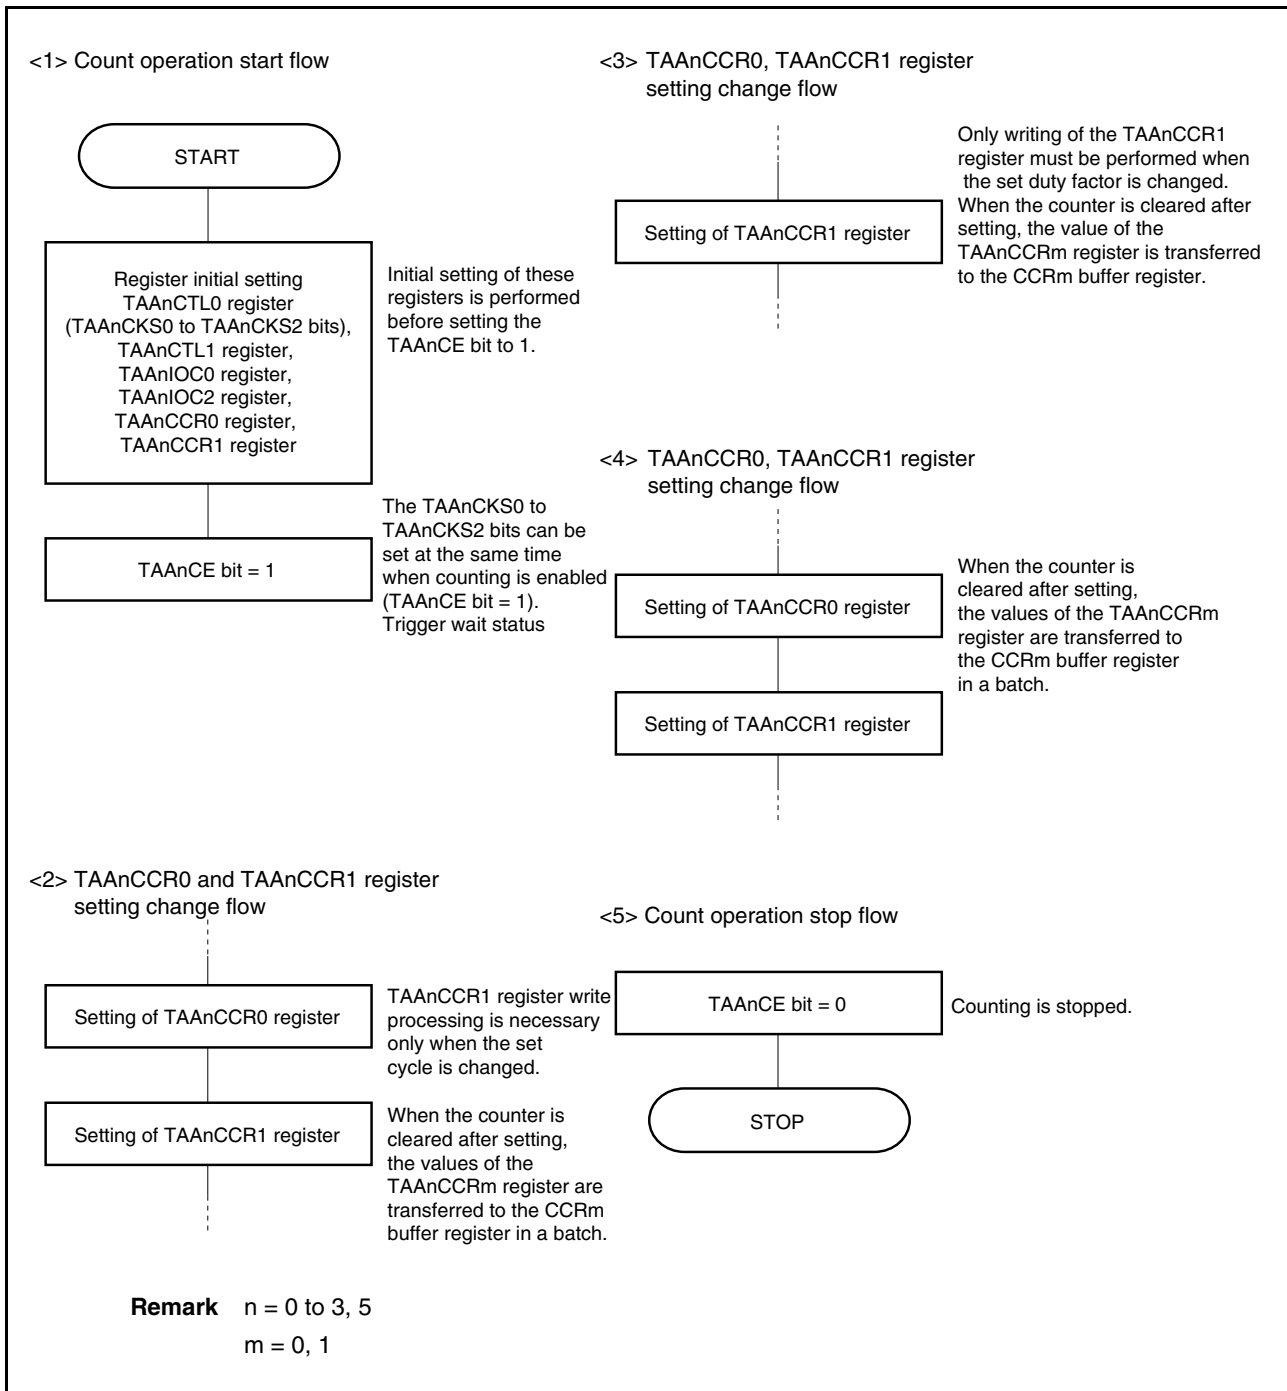 <1> Count operation start flow
START
Register initial setting
TAAnCTL0 register
(TAAnCKS0 to TAAnCKS2 bits),
TAAnCTL1 register,
TAAnIOC0 register,
TAAnIOC2 register,
TAAnCCR0 register,
TAAnCCR1 register
Initial setting of these
registers is performed
before setting the
TAAnCE bit to 1.
TAAnCE bit = 1
The TAAnCKS0 to
TAAnCKS2 bits can be
set at the same time
when counting is enabled
(TAAnCE bit = 1).
Trigger wait status
<2> TAAnCCR0 and TAAnCCR1 register
setting change flow
Setting of TAAnCCR0 register
TAAnCCR1 register write
processing is necessary
only when the set
cycle is changed.
Setting of TAAnCCR1 register
When the counter is
cleared after setting,
the values of the
TAAnCCRm register are
transferred to the CCRm
buffer register in a batch.
<3> TAAnCCR0, TAAnCCR1 register
setting change flow
Setting of TAAnCCR1 register
Only writing of the TAAnCCR1
register must be performed when
the set duty factor is changed.
When the counter is cleared after
setting, the value of the
TAAnCCRm register is transferred
to the CCRm buffer register.
<4> TAAnCCR0, TAAnCCR1 register
setting change flow
Setting of TAAnCCR0 register
When the counter is
cleared after setting,
the values of the TAAnCCRm
register are transferred to
the CCRm buffer register
in a batch.
Setting of TAAnCCR1 register
<5> Count operation stop flow
TAAnCE bit = 0
Counting is stopped.
STOP
Remark n = 0 to 3, 5
m = 0, 1